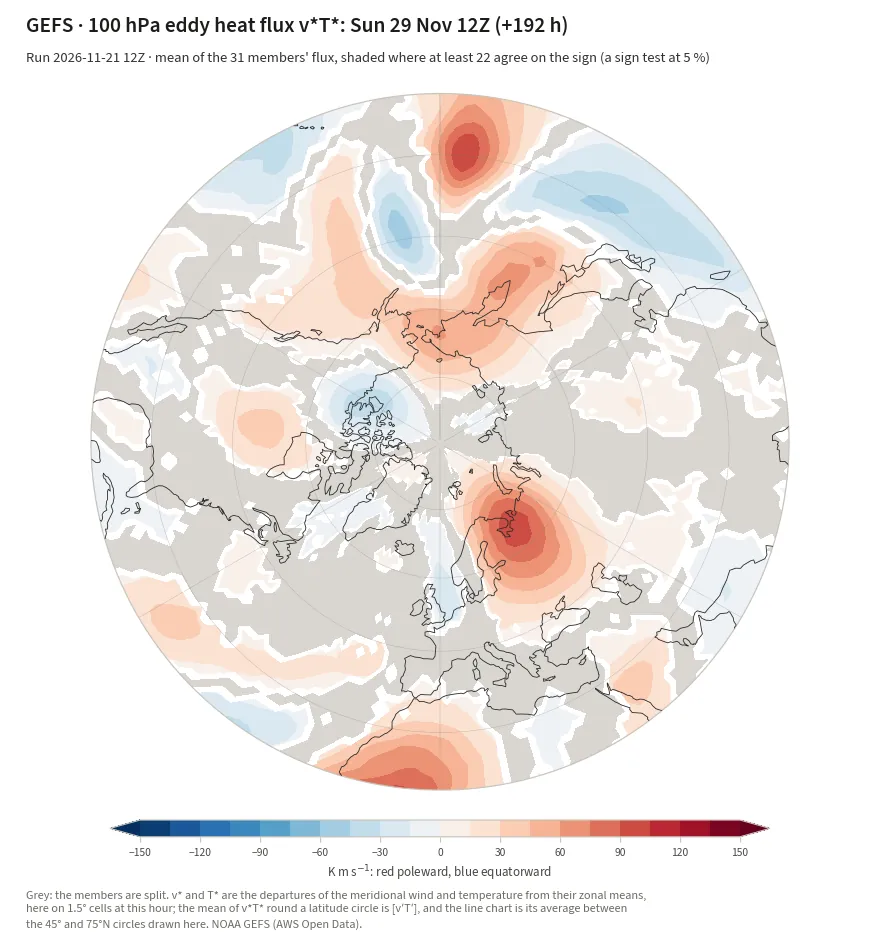 GEFS · 100 hPa eddy heat flux v*T*: Sun 29 Nov 12Z (+192 h)
Run 2026-11-21 12Z · mean of the 31 members' flux, shaded where at least 22 agree on the sign (a sign test at 5 %)
−150 −120 −90 −60 −30 0 30 60 90 120 150
K m s⁻¹: red poleward, blue equatorward
Grey: the members are split. v* and T* are the departures of the meridional wind and temperature from their zonal means,
here on 1.5° cells at this hour; the mean of v*T* round a latitude circle is [v′T′], and the line chart is its average between
the 45° and 75°N circles drawn here. NOAA GEFS (AWS Open Data).